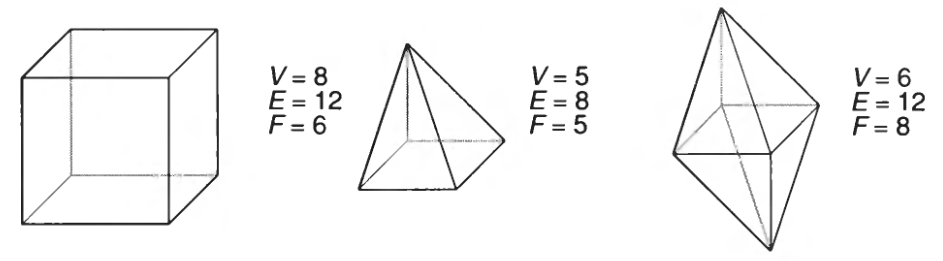 V = 8
E = 12
F = 6
V = 5
E = 8
F = 5
V = 6
E = 12
F = 8